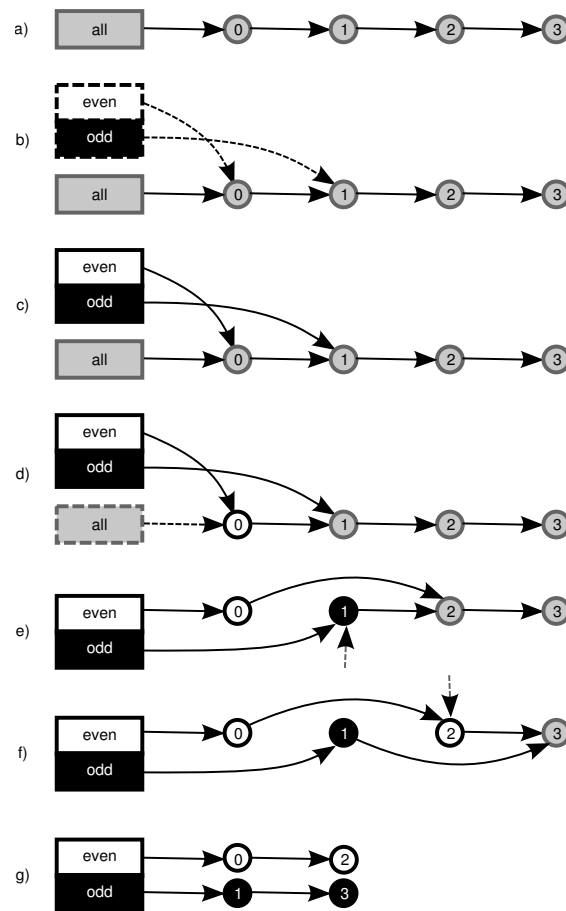 a) all 0 1 2 3
even
b) odd
all 0 1 2 3
even
c) odd
all 0 1 2 3
even
d) odd
all 0 1 2 3
e) even 0 1 2 3
odd
f) even 0 1 2 3
odd
even 0 2
g) odd 1 3